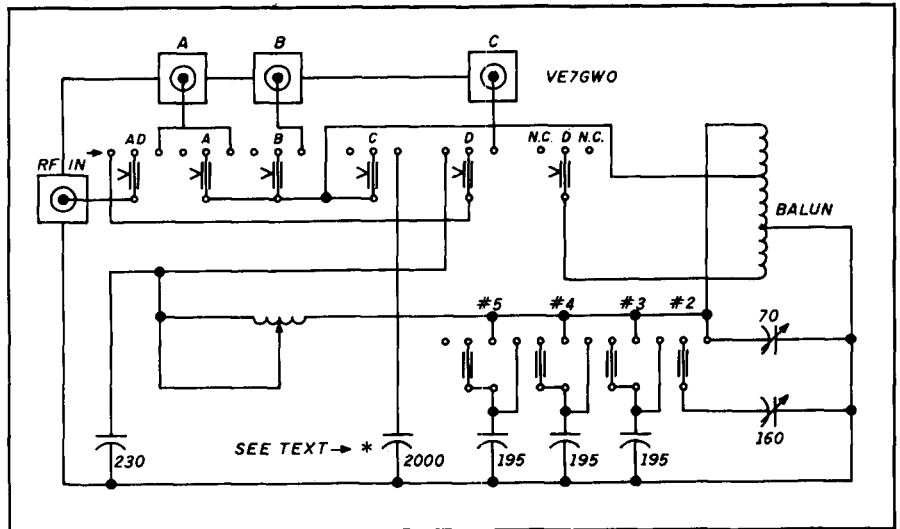 A B C
VE7GWO
AD A B C D N.C. D N.C.
RF IN
BALUN
#5 #4 #3 #2
70
160
SEE TEXT → *
230 2000 195 195 195